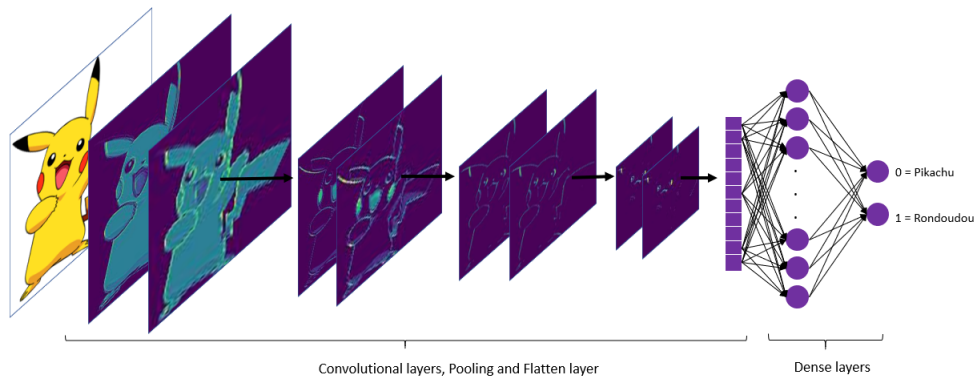 0 = Pikachu
1 = Rondoudou
Convolutional layers, Pooling and Flatten layer
Dense layers